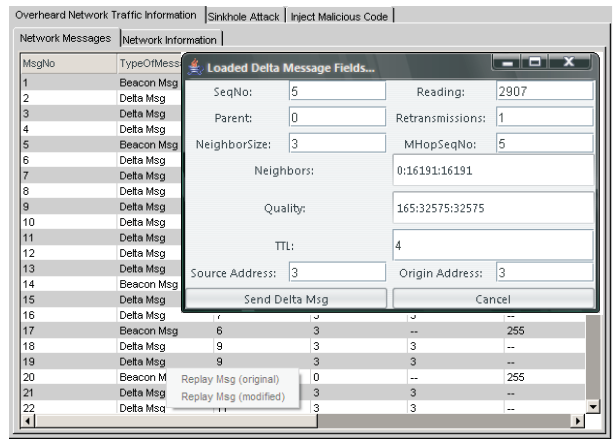 Overheard Network Traffic Information Sinkhole Attack Inject Malicious Code
Network Messages Network Information
MsgNo TypeOfMess
Loaded Delta Message Fields...
SeqNo: 5 Reading: 2907
Parent: 0 Retransmissions: 1
NeighborSize: 3 MHopSeqNo: 5
Neighbors: 0:16191:16191
Quality: 165:32575:32575
TTL: 4
Source Address: 3 Origin Address: 3
Send Delta Msg Cancel
1 Beacon Msg
2 Delta Msg
3 Delta Msg
4 Delta Msg
5 Beacon Msg
6 Delta Msg
7 Delta Msg
8 Delta Msg
9 Delta Msg
10 Delta Msg
11 Delta Msg
12 Delta Msg
13 Delta Msg
14 Beacon Msg
15 Delta Msg
16 Delta Msg 7 3 3 --
17 Beacon Msg 6 3 -- 255
18 Delta Msg 9 3 3 --
19 Delta Msg 9 3 3 --
20 Beacon M 0 -- 255
21 Delta Msg 3 3 --
22 Delta Msg 11 3 3 --
Replay Msg (original)
Replay Msg (modified)